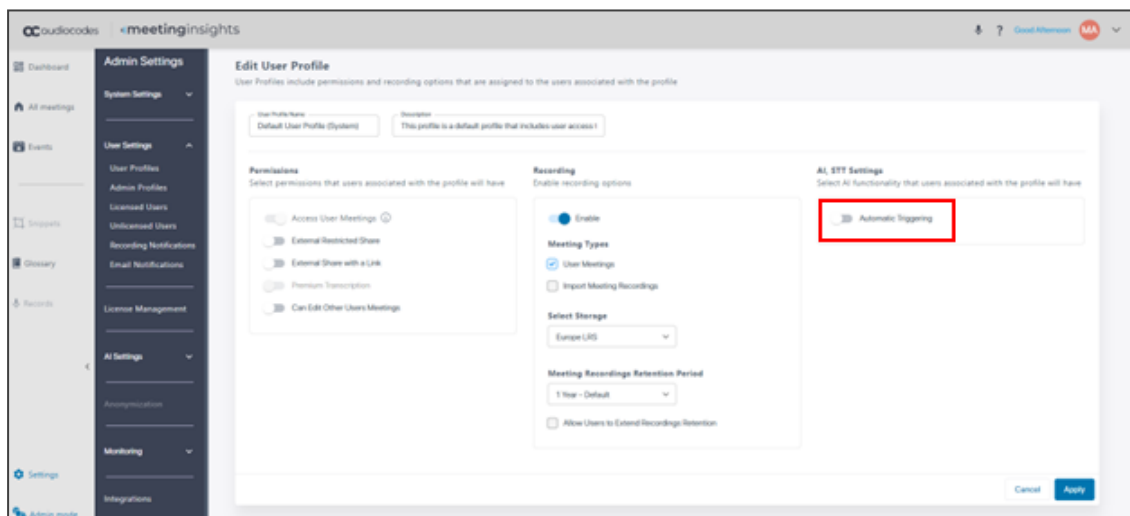 audiocodes
meetinginsights
? Good Afternoon MA
Dashboard
All meetings
Events
Snippets
Glossary
Records
Settings
Admin mode
Admin Settings
System Settings
User Settings
User Profiles
Admin Profiles
Licensed Users
Unlicensed Users
Recording Notifications
Email Notifications
License Management
AI Settings
Anonymization
Monitoring
Integrations
Edit User Profile
User Profiles include permissions and recording options that are assigned to the users associated with the profile
User Profile Name
Default User Profile (System)
Description
This profile is a default profile that includes user access t
Permissions
Select permissions that users associated with the profile will have
Access User Meetings
External Restricted Share
External Share with a Link
Premium Transcription
Can Edit Other Users Meetings
Recording
Enable recording options
Enable
Meeting Types
User Meetings
Import Meeting Recordings
Select Storage
Europe LRS
Meeting Recordings Retention Period
1 Year - Default
Allow Users to Extend Recordings Retention
AI, STT Settings
Select AI functionality that users associated with the profile will have
Automatic Triggering
Cancel
Apply